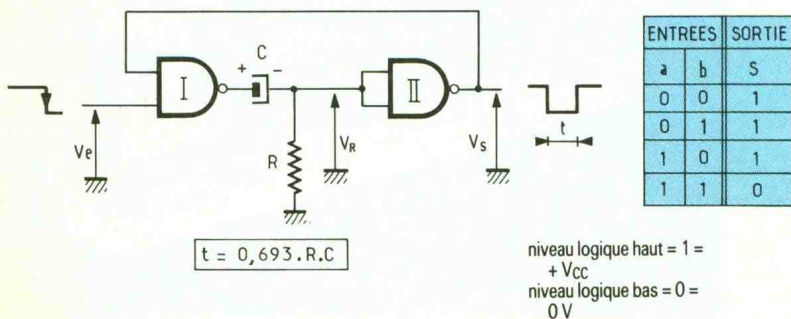 C
+ -
I
II
Ve
R
VR
VS
t
t = 0,693.R.C
ENTREES SORTIE
a b S
0 0 1
0 1 1
1 0 1
1 1 0
niveau logique haut = 1 =
+ VCC
niveau logique bas = 0 =
0 V